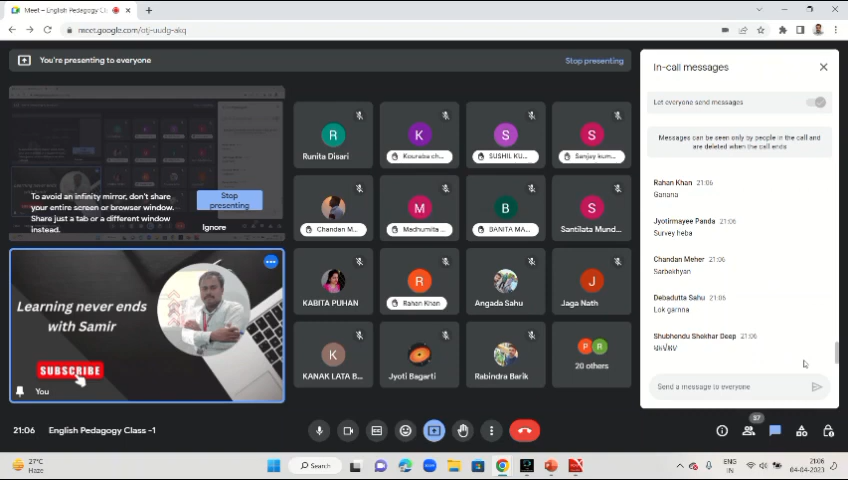 Meet – English Pedagogy Class
meet.google.com/otj-uudg-akq
You're presenting to everyone
Stop presenting
To avoid an infinity mirror, don't share
your entire screen or browser window.
Share just a tab or a different window
instead.
Stop
presenting
Ignore
Learning never ends
with Samir
SUBSCRIBE
You
R
Runita Disari
K
Kouraba ch...
S
SUSHIL KU...
S
Sanjay kum...
Chandan M...
M
Madhumita ...
B
BANITA MA...
S
Santilata Mund...
KABITA PUHAN
R
Rahan Khan
Angada Sahu
J
Jaga Nath
K
KANAK LATA B...
Jyoti Bagarti
Rabindra Barik
P R
20 others
In-call messages
Let everyone send messages
Messages can be seen only by people in the call and
are deleted when the call ends
Rahan Khan 21:06
Ganana
Jyotirmayee Panda 21:06
Survey heba
Chandan Meher 21:06
Sarbekhyan
Debadutta Sahu 21:06
Lok garnna
Shubhendu Shekhar Deep 21:06
Send a message to everyone
21:06 English Pedagogy Class -1
37
27°C
Haze
Search
ENG
IN
21:06
04-04-2023